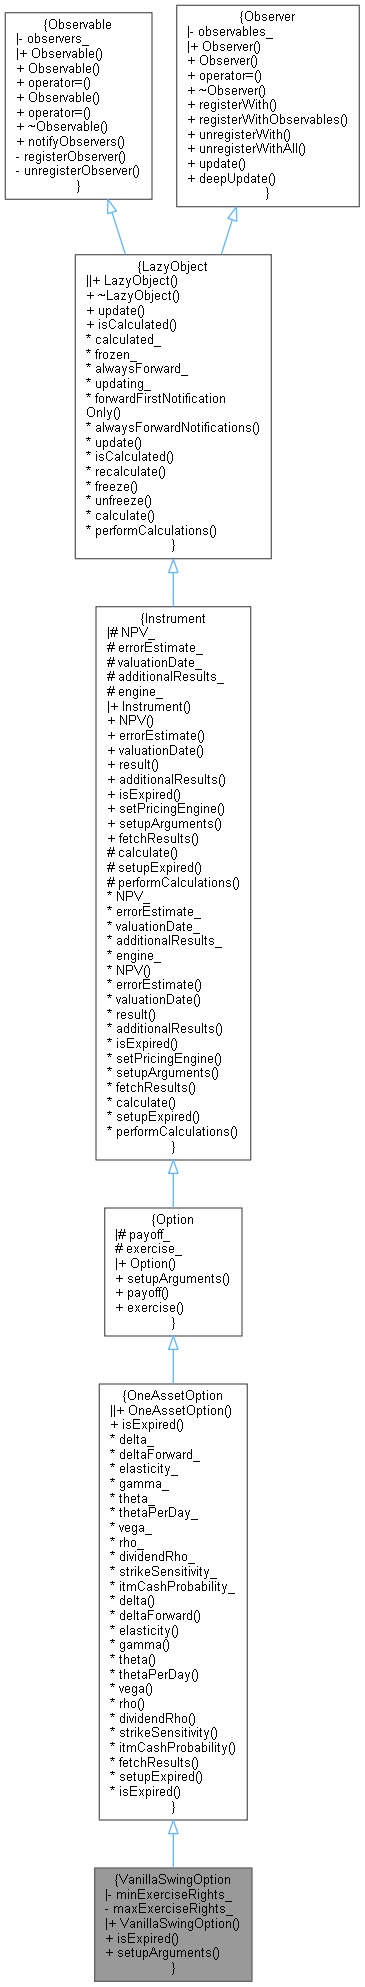 {Observable
|- observers_
|+ Observable()
+ Observable()
+ operator=()
+ Observable()
+ operator=()
+ ~Observable()
+ notifyObservers()
- registerObserver()
- unregisterObserver()
}
{Observer
|- observables_
|+ Observer()
+ Observer()
+ operator=()
+ ~Observer()
+ registerWith()
+ registerWithObservables()
+ unregisterWith()
+ unregisterWithAll()
+ update()
+ deepUpdate()
}
{LazyObject
||+ LazyObject()
+ ~LazyObject()
+ update()
+ isCalculated()
* calculated_
* frozen_
* alwaysForward_
* updating_
* forwardFirstNotification
Only()
* alwaysForwardNotifications()
* update()
* isCalculated()
* recalculate()
* freeze()
* unfreeze()
* calculate()
* performCalculations()
}
{Instrument
|# NPV_
# errorEstimate_
# valuationDate_
# additionalResults_
# engine_
|+ Instrument()
+ NPV()
+ errorEstimate()
+ valuationDate()
+ result()
+ additionalResults()
+ isExpired()
+ setPricingEngine()
+ setupArguments()
+ fetchResults()
# calculate()
# setupExpired()
# performCalculations()
* NPV_
* errorEstimate_
* valuationDate_
* additionalResults_
* engine_
* NPV()
* errorEstimate()
* valuationDate()
* result()
* additionalResults()
* isExpired()
* setPricingEngine()
* setupArguments()
* fetchResults()
* calculate()
* setupExpired()
* performCalculations()
}
{Option
|# payoff_
# exercise_
|+ Option()
+ setupArguments()
+ payoff()
+ exercise()
}
{OneAssetOption
||+ OneAssetOption()
+ isExpired()
* delta_
* deltaForward_
* elasticity_
* gamma_
* theta_
* thetaPerDay_
* vega_
* rho_
* dividendRho_
* strikeSensitivity_
* itmCashProbability_
* delta()
* deltaForward()
* elasticity()
* gamma()
* theta()
* thetaPerDay()
* vega()
* rho()
* dividendRho()
* strikeSensitivity()
* itmCashProbability()
* fetchResults()
* setupExpired()
* isExpired()
}
{VanillaSwingOption
|- minExerciseRights_
- maxExerciseRights_
|+ VanillaSwingOption()
+ isExpired()
+ setupArguments()
}